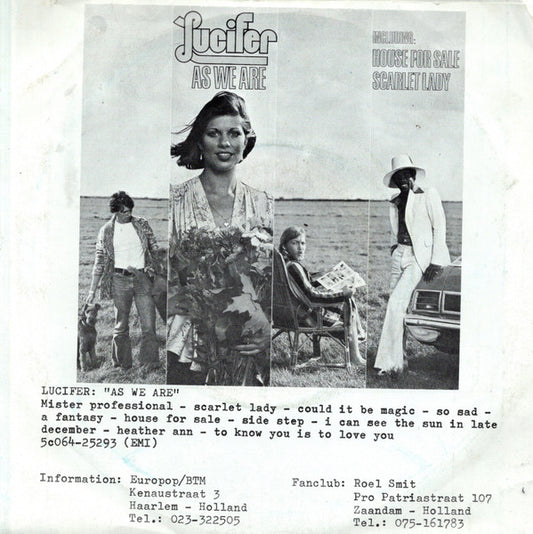 Lucifer
AS WE ARE
INCLUDING:
HOUSE FOR SALE
SCARLET LADY
LUCIFER: "AS WE ARE"
Mister professional - scarlet lady - could it be magic - so sad -
a fantasy - house for sale - side step - i can see the sun in late
december - heather ann - to know you is to love you
5c064-25293 (EMI)
Information: Europop/BTM
Kenaustraat 3
Haarlem - Holland
Tel.: 023-322505
Fanclub: Roel Smit
Pro Patriastraat 107
Zaandam - Holland
Tel.: 075-161783